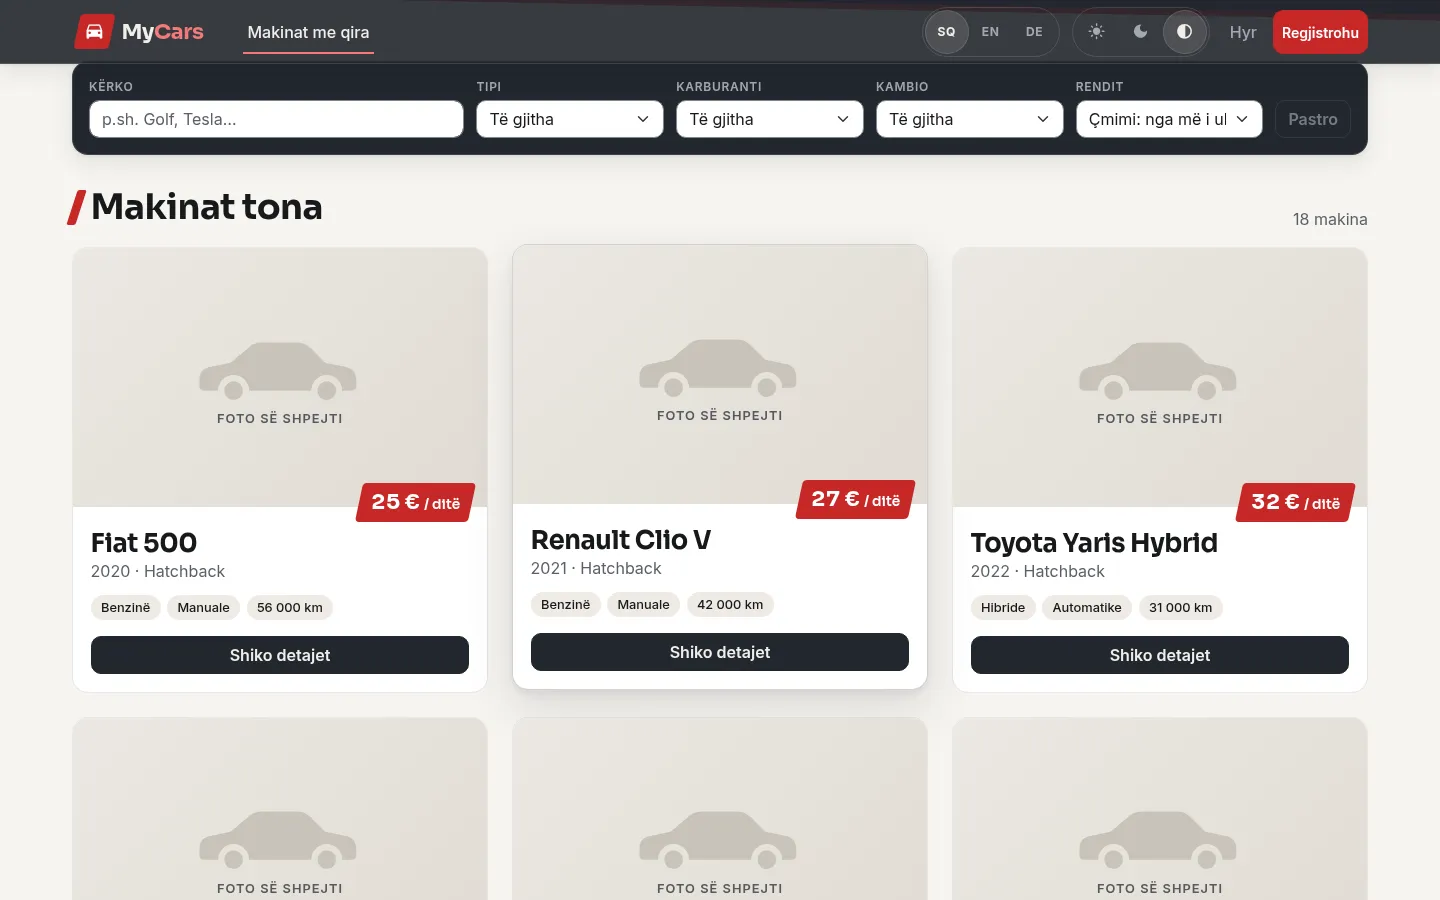 MyCars
Makinat me qira
SQ EN DE
Hyr
Regjistrohu
KËRKO
p.sh. Golf, Tesla...
TIPI
Të gjitha
KARBURANTI
Të gjitha
KAMBIO
Të gjitha
RENDIT
Çmimi: nga më i ul
Pastro
Makinat tona
18 makina
FOTO SË SHPEJTI
25 € / ditë
Fiat 500
2020 · Hatchback
Benzinë Manuale 56 000 km
Shiko detajet
FOTO SË SHPEJTI
27 € / ditë
Renault Clio V
2021 · Hatchback
Benzinë Manuale 42 000 km
Shiko detajet
FOTO SË SHPEJTI
32 € / ditë
Toyota Yaris Hybrid
2022 · Hatchback
Hibride Automatike 31 000 km
Shiko detajet
FOTO SË SHPEJTI
FOTO SË SHPEJTI
FOTO SË SHPEJTI